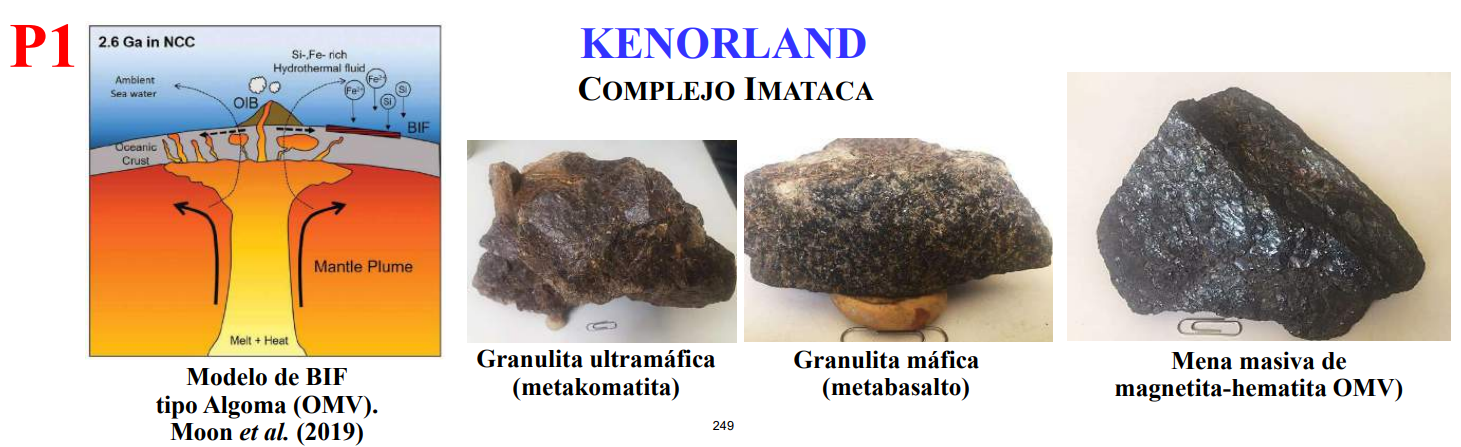 P1
KENORLAND
COMPLEJO IMATACA
2.6 Ga in NCC
Si-,Fe- rich
Hydrothermal fluid
Ambient
Sea water
Fe²⁺
Fe²⁺
Si
Si
OIB
BIF
Oceanic
Crust
Mantle Plume
Melt + Heat
Modelo de BIF
tipo Algoma (OMV).
Moon et al. (2019)
Granulita ultramáfica
(metakomatita)
Granulita máfica
(metabasalto)
Mena masiva de
magnetita-hematita OMV)
249